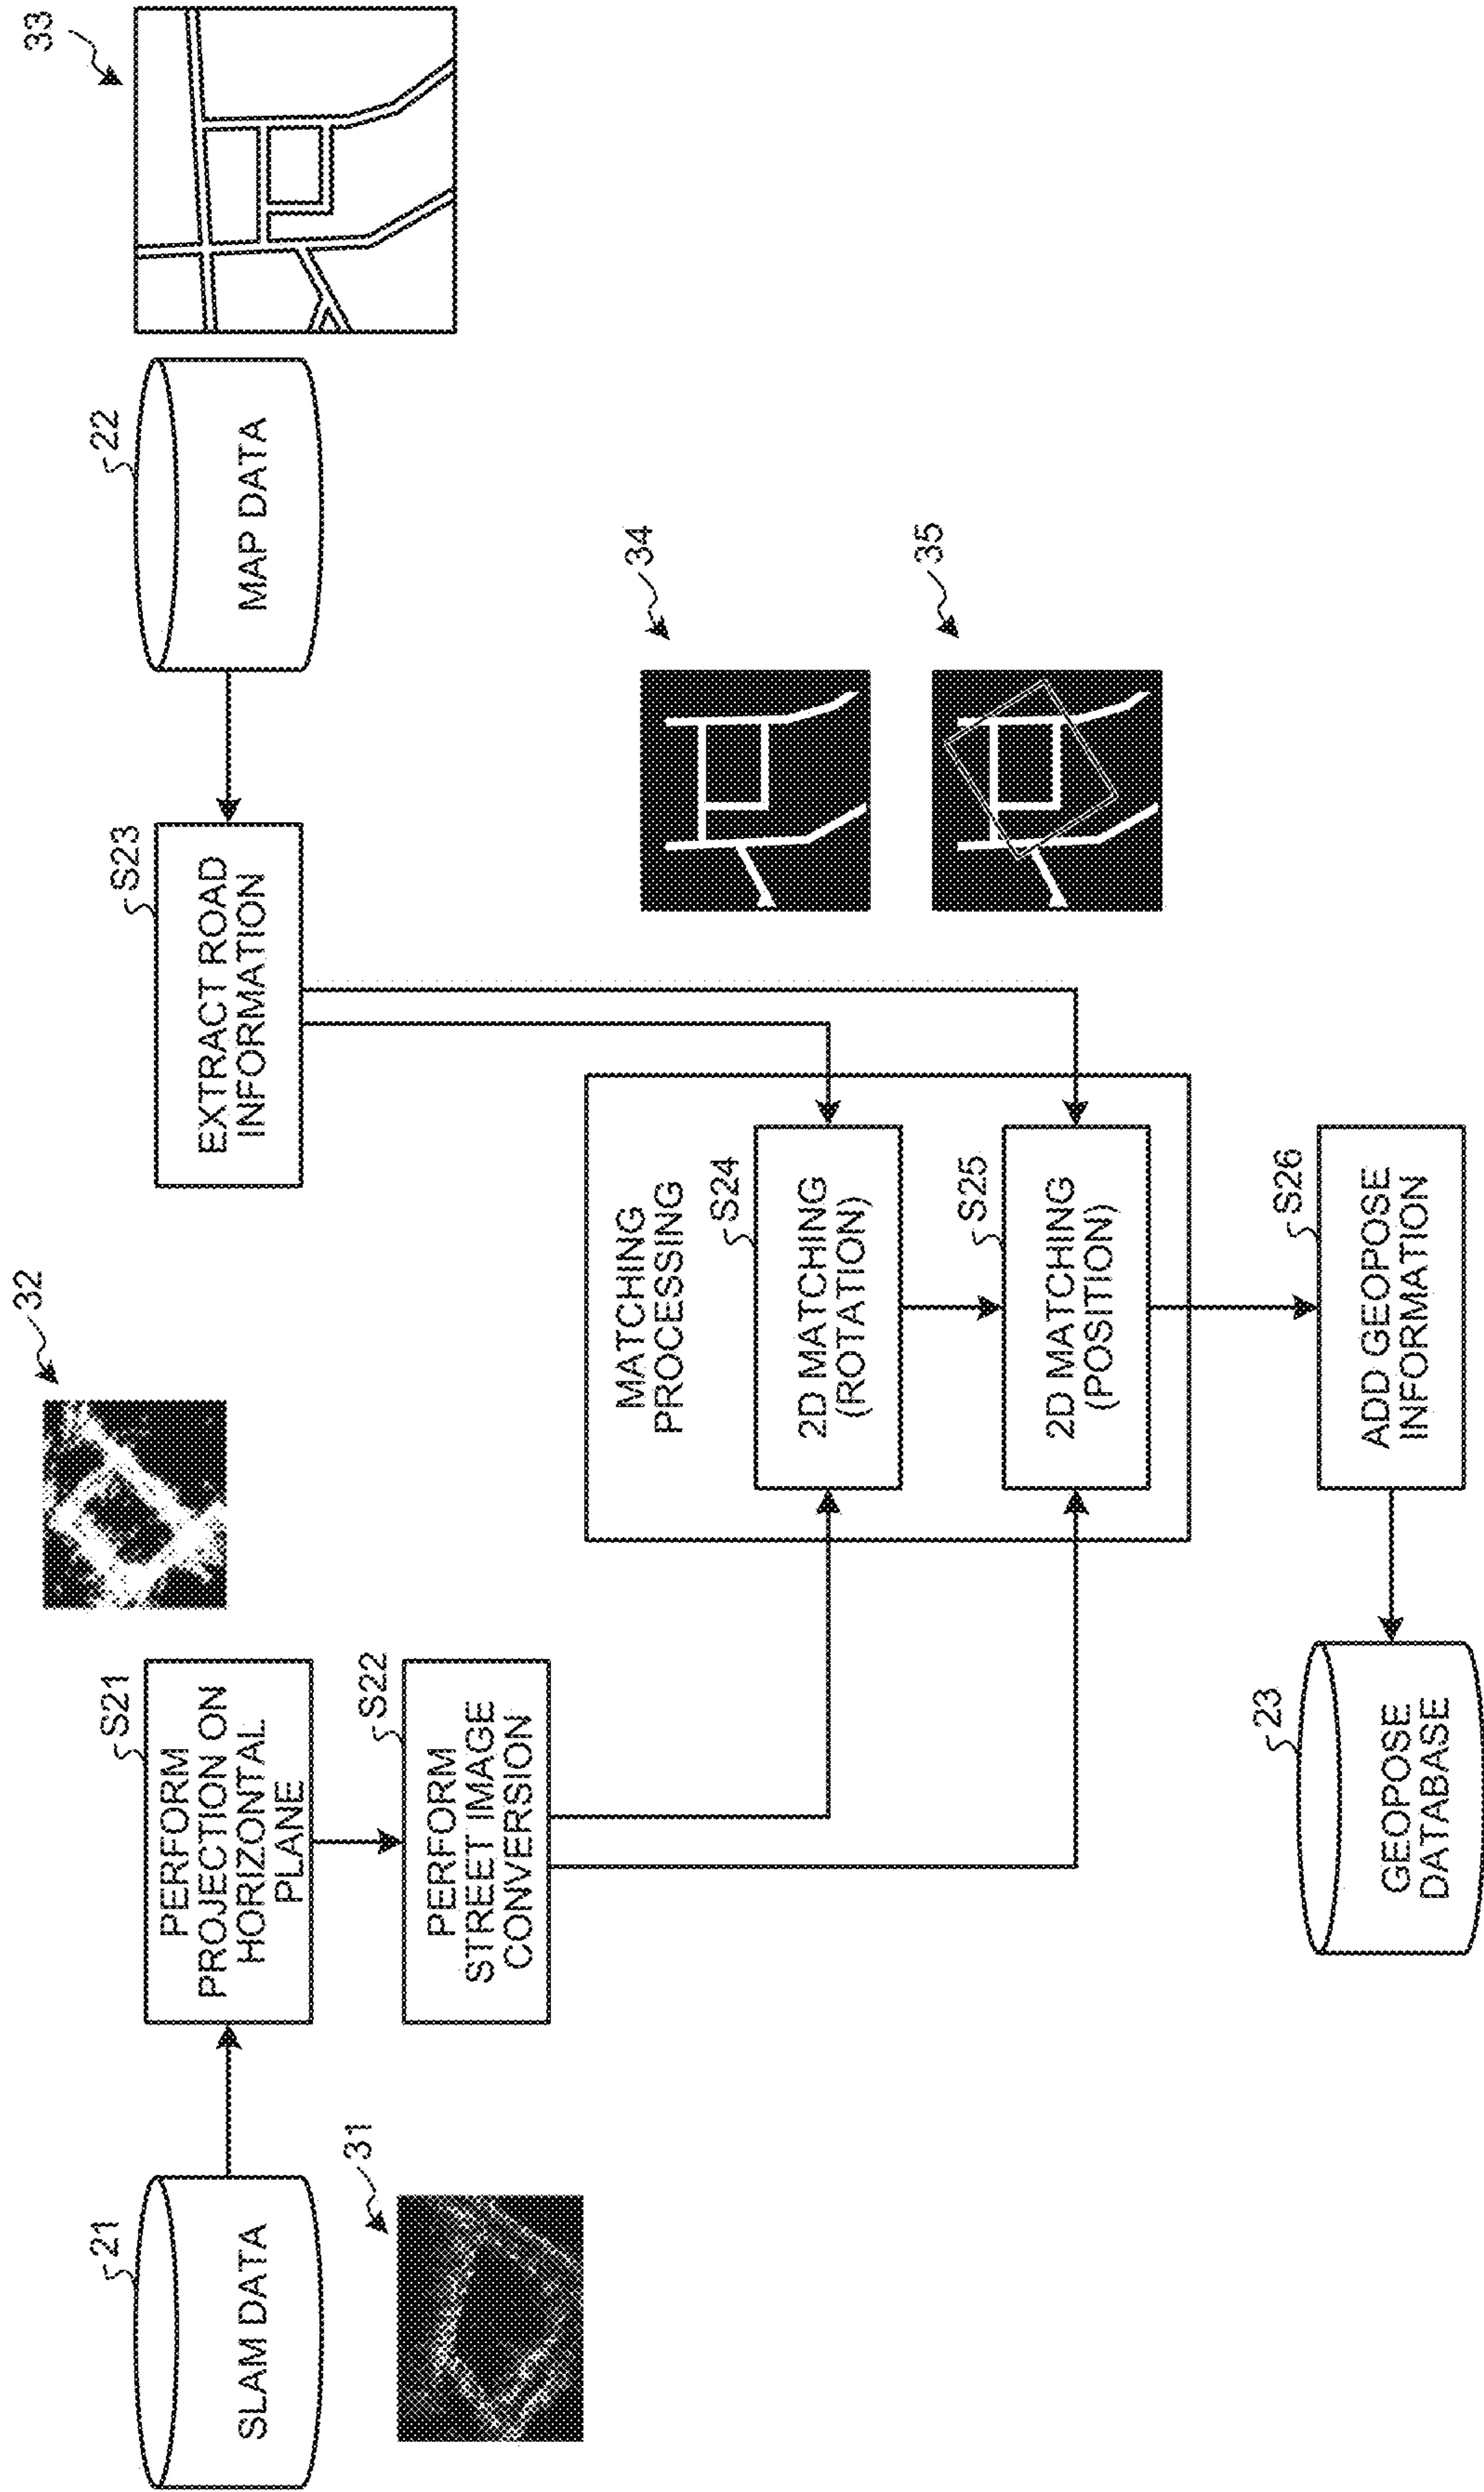 21
SLAM DATA
31
S21
PERFORM
PROJECTION ON
HORIZONTAL
PLANE
32
S22
PERFORM
STREET IMAGE
CONVERSION
S23
EXTRACT ROAD
INFORMATION
22
MAP DATA
33
MATCHING
PROCESSING
S24
2D MATCHING
(ROTATION)
34
S25
2D MATCHING
(POSITION)
35
23
GEOPOSE
DATABASE
S26
ADD GEOPOSE
INFORMATION